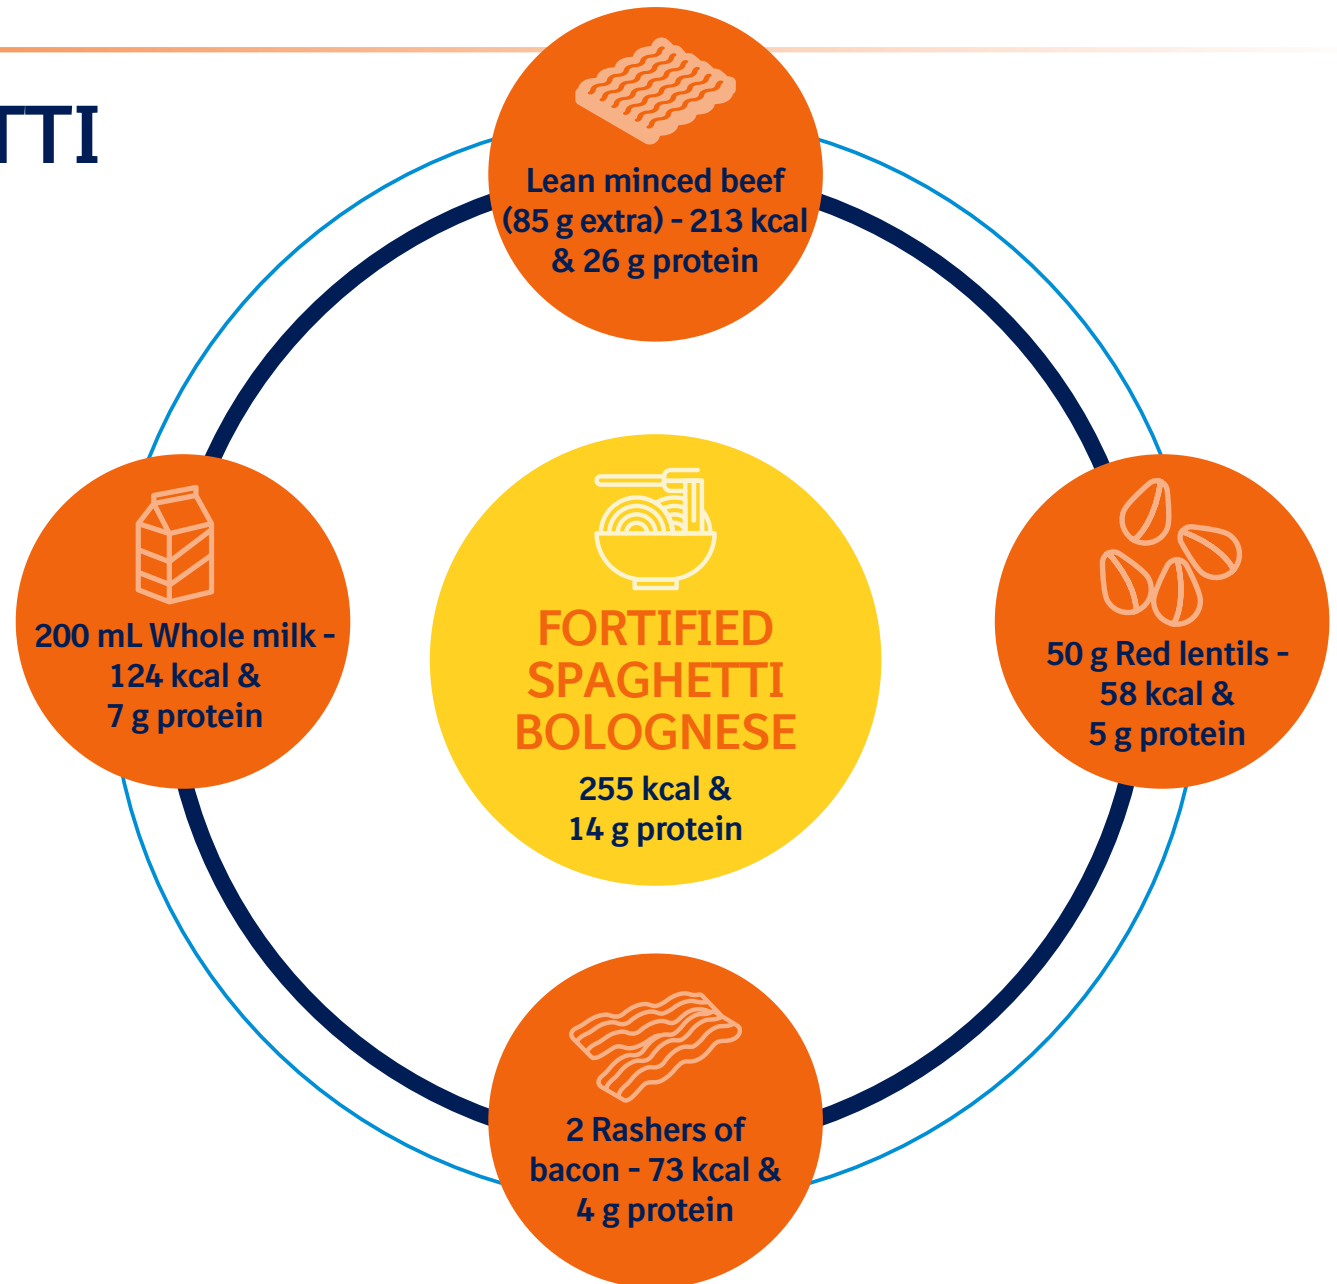 TTI
Lean minced beef
(85 g extra) - 213 kcal
& 26 g protein
200 mL Whole milk -
124 kcal &
7 g protein
FORTIFIED
SPAGHETTI
BOLOGNESE
255 kcal &
14 g protein
50 g Red lentils -
58 kcal &
5 g protein
2 Rashers of
bacon - 73 kcal &
4 g protein